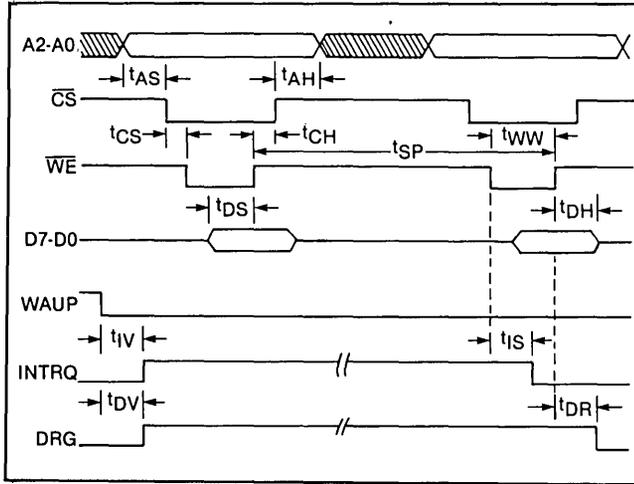 A2-A0
tAS
tAH
CS
tCS
tCH
tWW
tSP
WE
tDS
tDH
D7-D0
WAUP
tIV
tIS
INTRQ
tDV
tDR
DRG